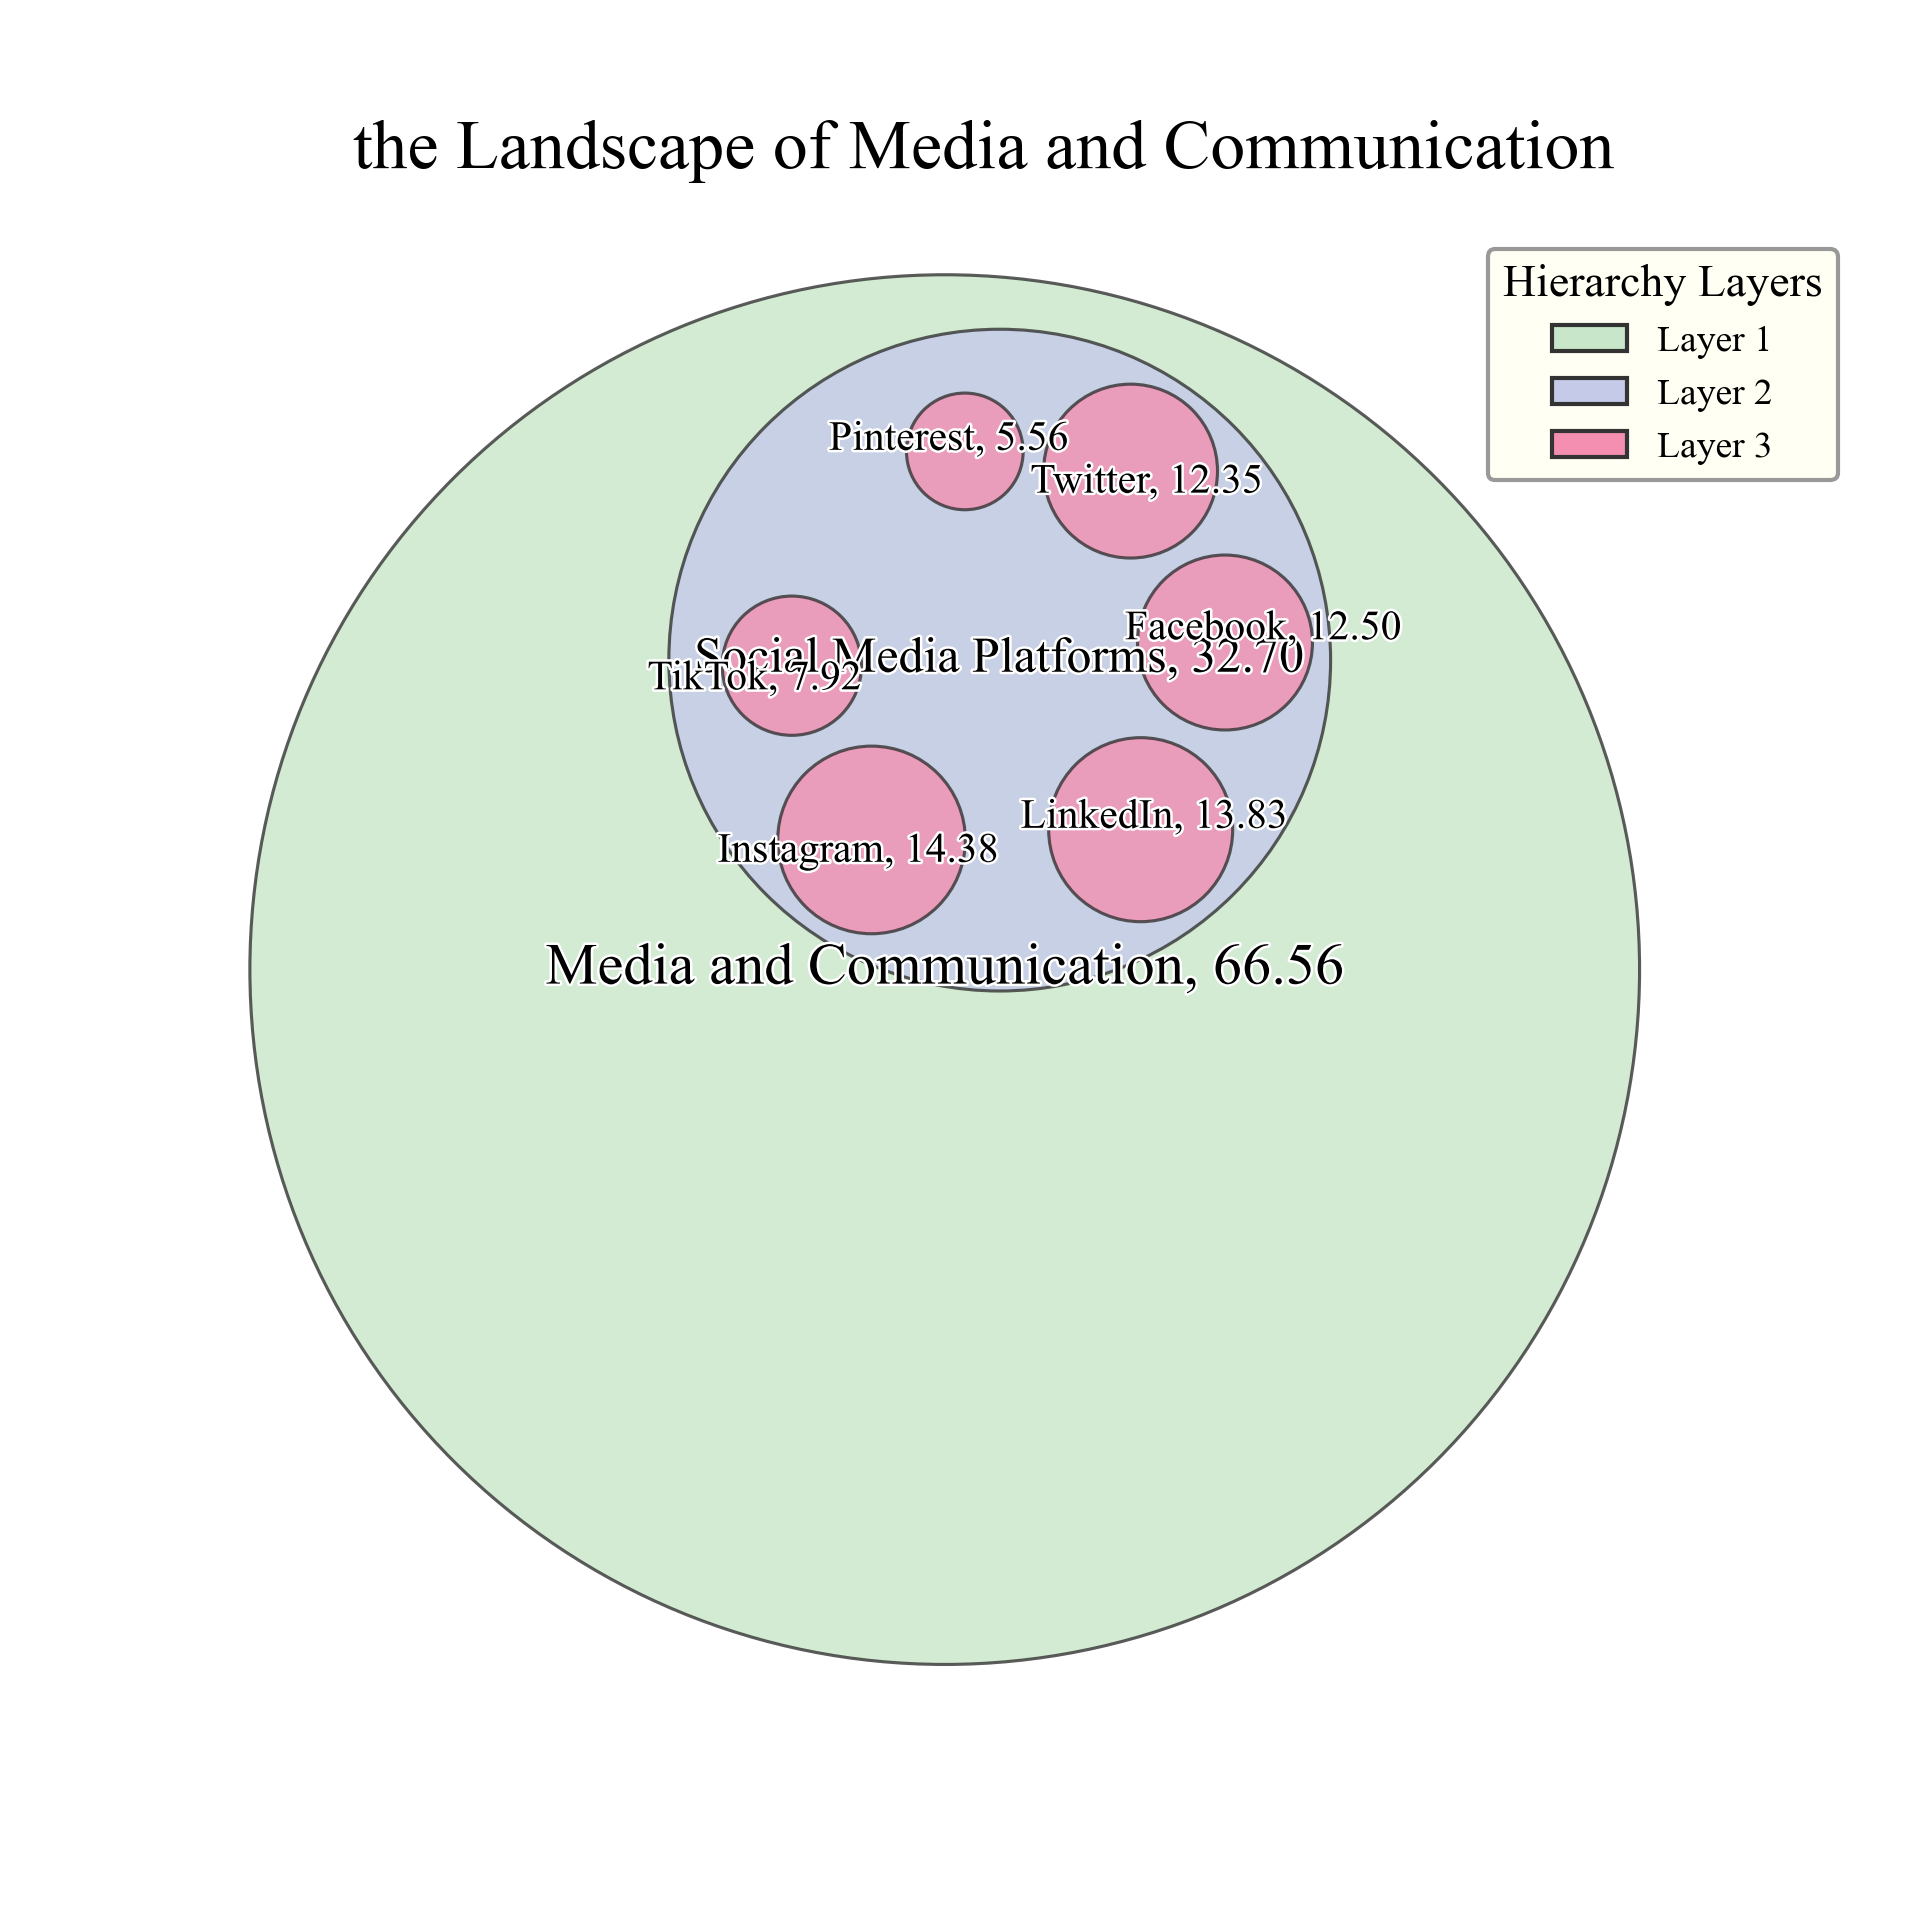 the Landscape of Media and Communication
Hierarchy Layers
Layer 1
Layer 2
Layer 3
Pinterest, 5.56
Twitter, 12.35
Facebook, 12.50
Social Media Platforms, 32.70
TikTok, 7.92
LinkedIn, 13.83
Instagram, 14.38
Media and Communication, 66.56